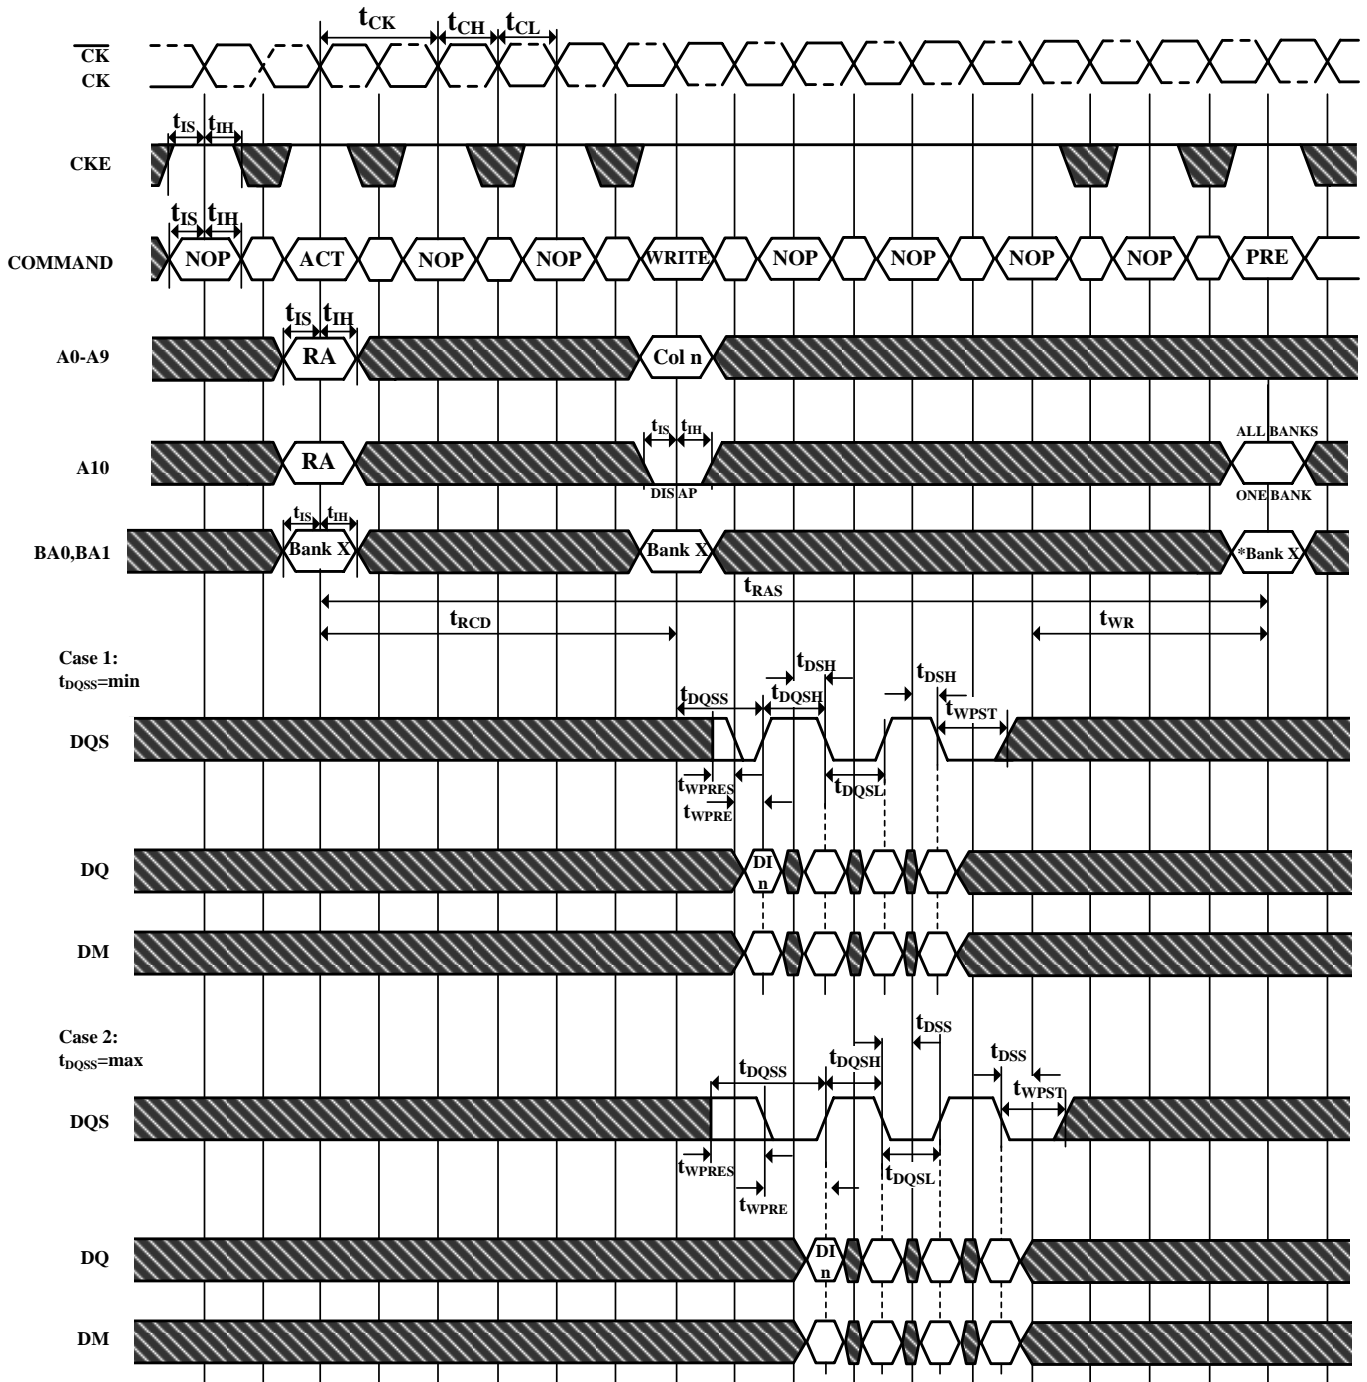 tCK tCH tCL
CK
CK
tIS tIH
CKE
tIS tIH
COMMAND NOP ACT NOP NOP WRITE NOP NOP NOP NOP PRE
tIS tIH
A0-A9 RA Col n
tIS tIH ALL BANKS
A10 RA
DIS AP ONE BANK
tIS tIH
BA0,BA1 Bank X Bank X *Bank X
tRAS
tRCD tWR
Case 1:
tDQSS=min
tDSH tDSH
tDQSS tDQSH tWPST
DQS
tWPRES tDQSL
tWPRE
DQ DI
n
DM
Case 2:
tDQSS=max
tDSS tDSS
tDQSS tDQSH tWPST
DQS
tWPRES tDQSL
tWPRE
DQ DI
n
DM